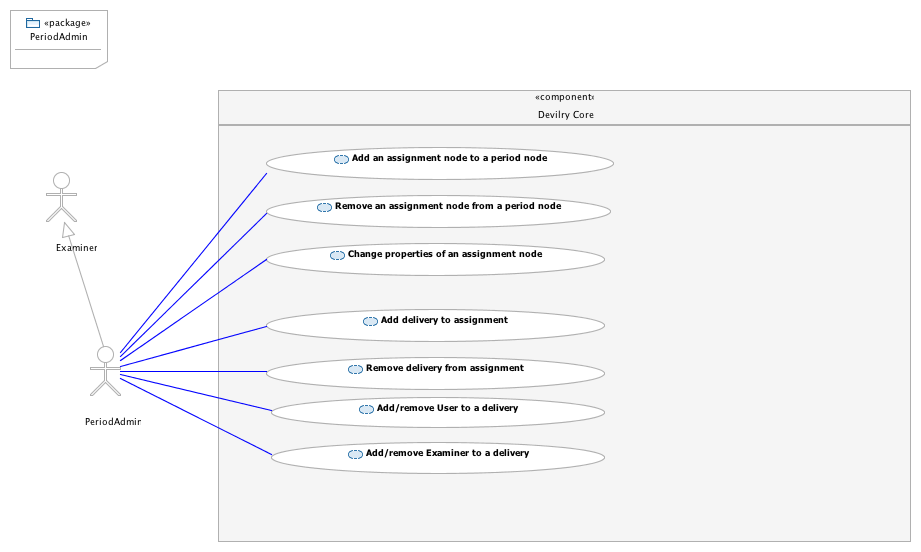 «package»
PeriodAdmin
«component»
Devilry Core
Add an assignment node to a period node
Remove an assignment node from a period node
Examiner
Change properties of an assignment node
Add delivery to assignment
Remove delivery from assignment
Add/remove User to a delivery
PeriodAdmin
Add/remove Examiner to a delivery